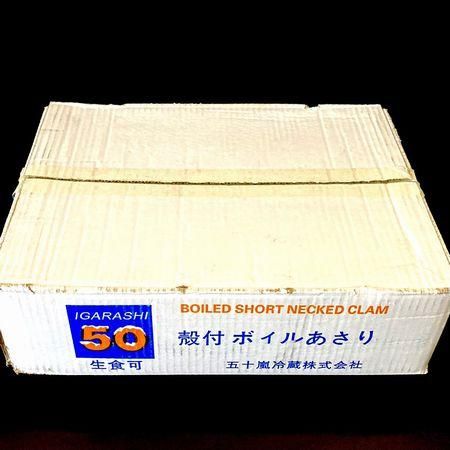 IGARASHI
50
生食可
BOILED SHORT NECKED CLAM
殻付 ボイルあさり
五十嵐冷蔵株式会社